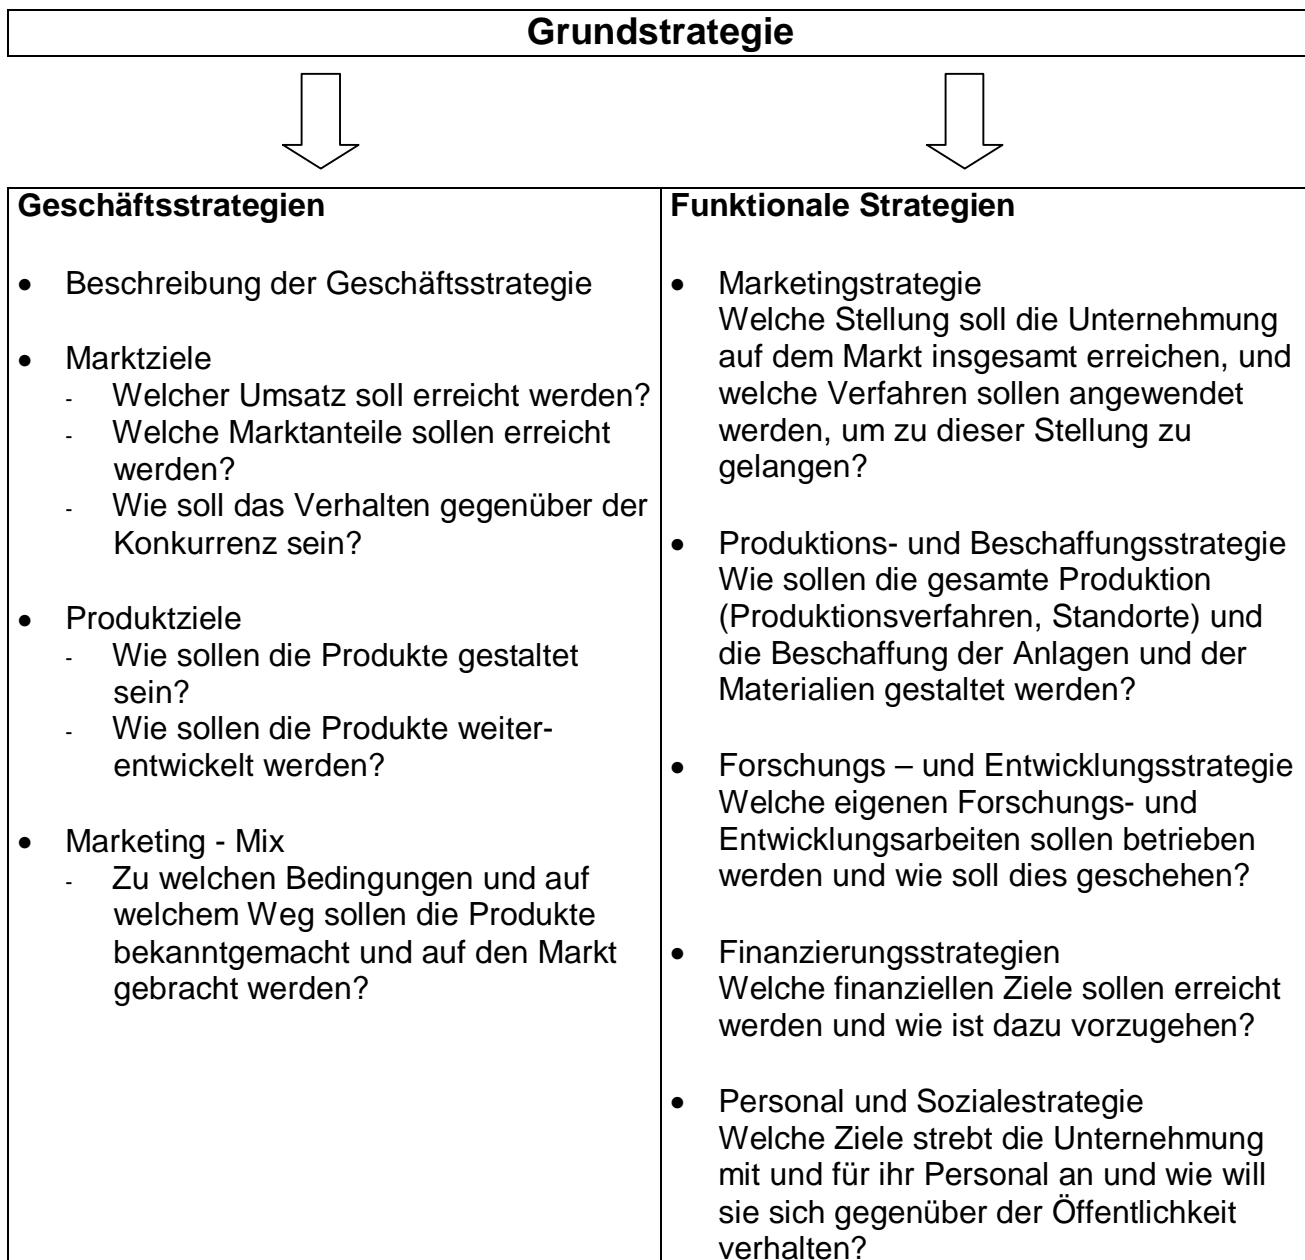 Grundstrategie
Geschäftsstrategien
• Beschreibung der Geschäftsstrategie
• Marktziele
- Welcher Umsatz soll erreicht werden?
- Welche Marktanteile sollen erreicht
werden?
- Wie soll das Verhalten gegenüber der
Konkurrenz sein?
• Produktziele
- Wie sollen die Produkte gestaltet
sein?
- Wie sollen die Produkte weiter-
entwickelt werden?
• Marketing - Mix
- Zu welchen Bedingungen und auf
welchem Weg sollen die Produkte
bekanntgemacht und auf den Markt
gebracht werden?
Funktionale Strategien
• Marketingstrategie
Welche Stellung soll die Unternehmung
auf dem Markt insgesamt erreichen, und
welche Verfahren sollen angewendet
werden, um zu dieser Stellung zu
gelangen?
• Produktions- und Beschaffungsstrategie
Wie sollen die gesamte Produktion
(Produktionsverfahren, Standorte) und
die Beschaffung der Anlagen und der
Materialien gestaltet werden?
• Forschungs – und Entwicklungsstrategie
Welche eigenen Forschungs- und
Entwicklungsarbeiten sollen betrieben
werden und wie soll dies geschehen?
• Finanzierungsstrategien
Welche finanziellen Ziele sollen erreicht
werden und wie ist dazu vorzugehen?
• Personal und Sozialestrategie
Welche Ziele strebt die Unternehmung
mit und für ihr Personal an und wie will
sie sich gegenüber der Öffentlichkeit
verhalten?